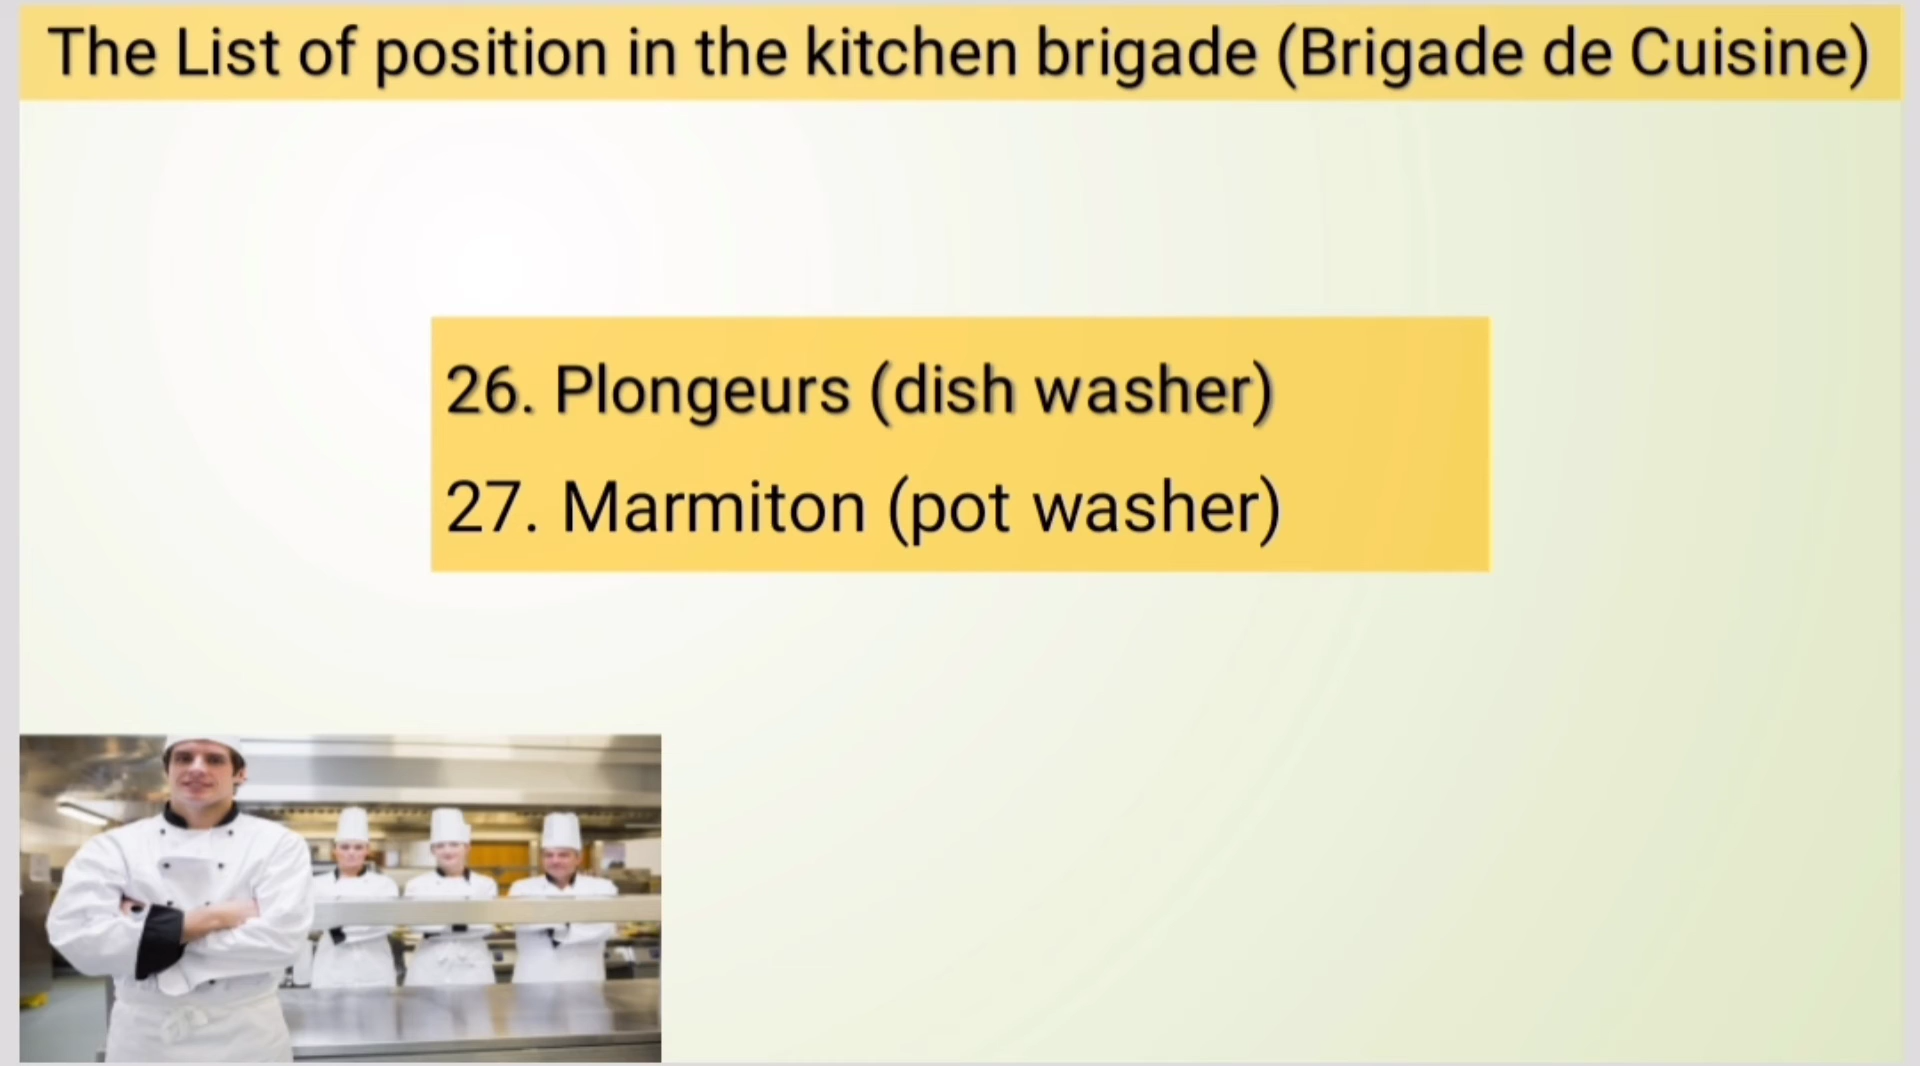 The List of position in the kitchen brigade (Brigade de Cuisine)
26. Plongeurs (dish washer)
27. Marmiton (pot washer)